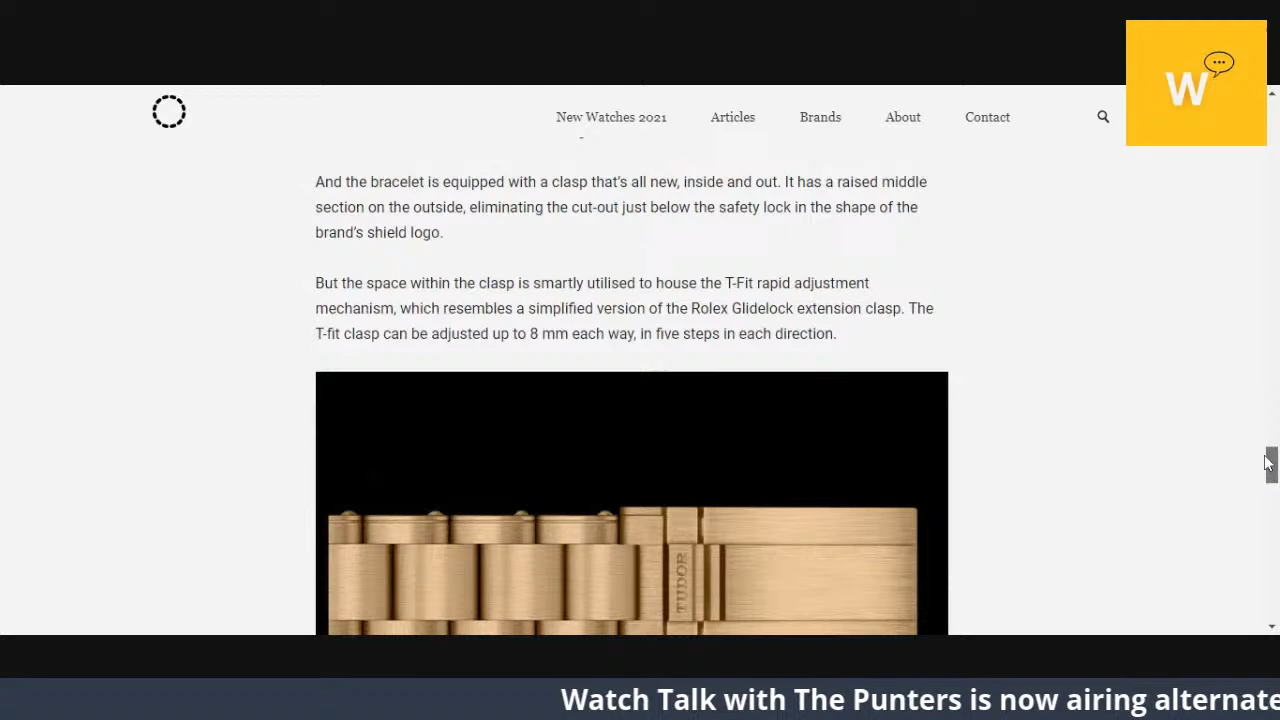 W
New Watches 2021 Articles Brands About Contact
And the bracelet is equipped with a clasp that’s all new, inside and out. It has a raised middle
section on the outside, eliminating the cut-out just below the safety lock in the shape of the
brand’s shield logo.
But the space within the clasp is smartly utilised to house the T-Fit rapid adjustment
mechanism, which resembles a simplified version of the Rolex Glidelock extension clasp. The
T-fit clasp can be adjusted up to 8 mm each way, in five steps in each direction.
TUDOR
Watch Talk with The Punters is now airing alternate